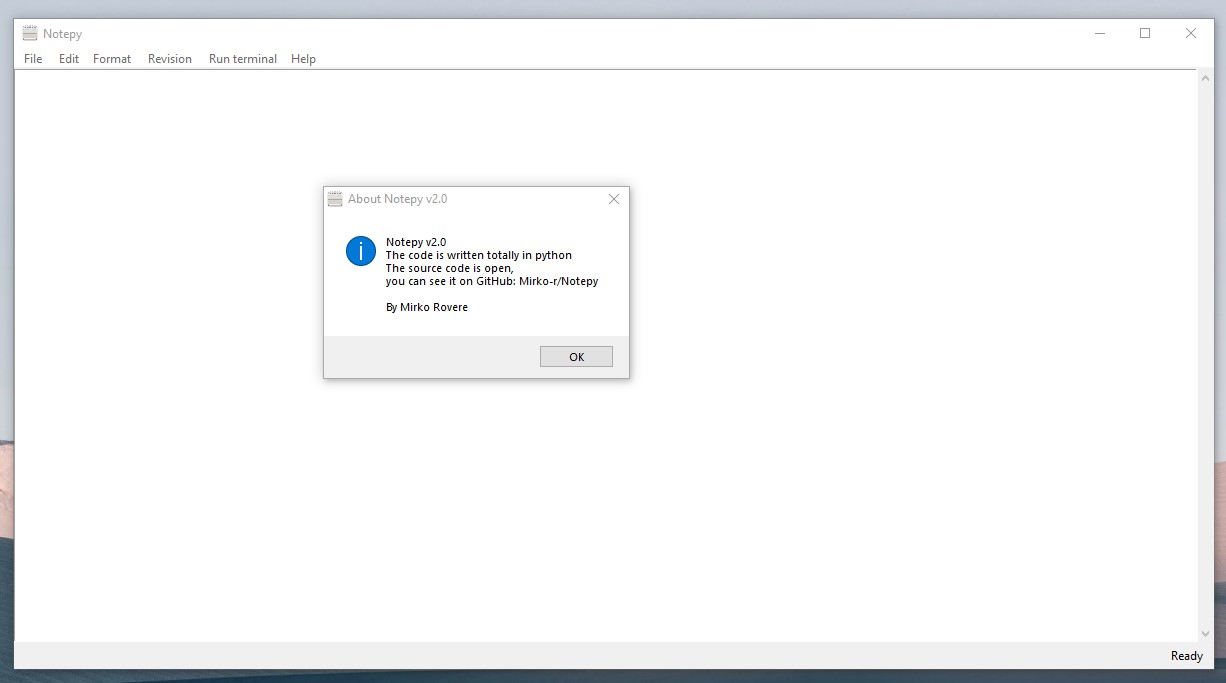 Notepy
File Edit Format Revision Run terminal Help
About Notepy v2.0
Notepy v2.0
The code is written totally in python
The source code is open,
you can see it on GitHub: Mirko-r/Notepy
By Mirko Rovere
OK
Ready